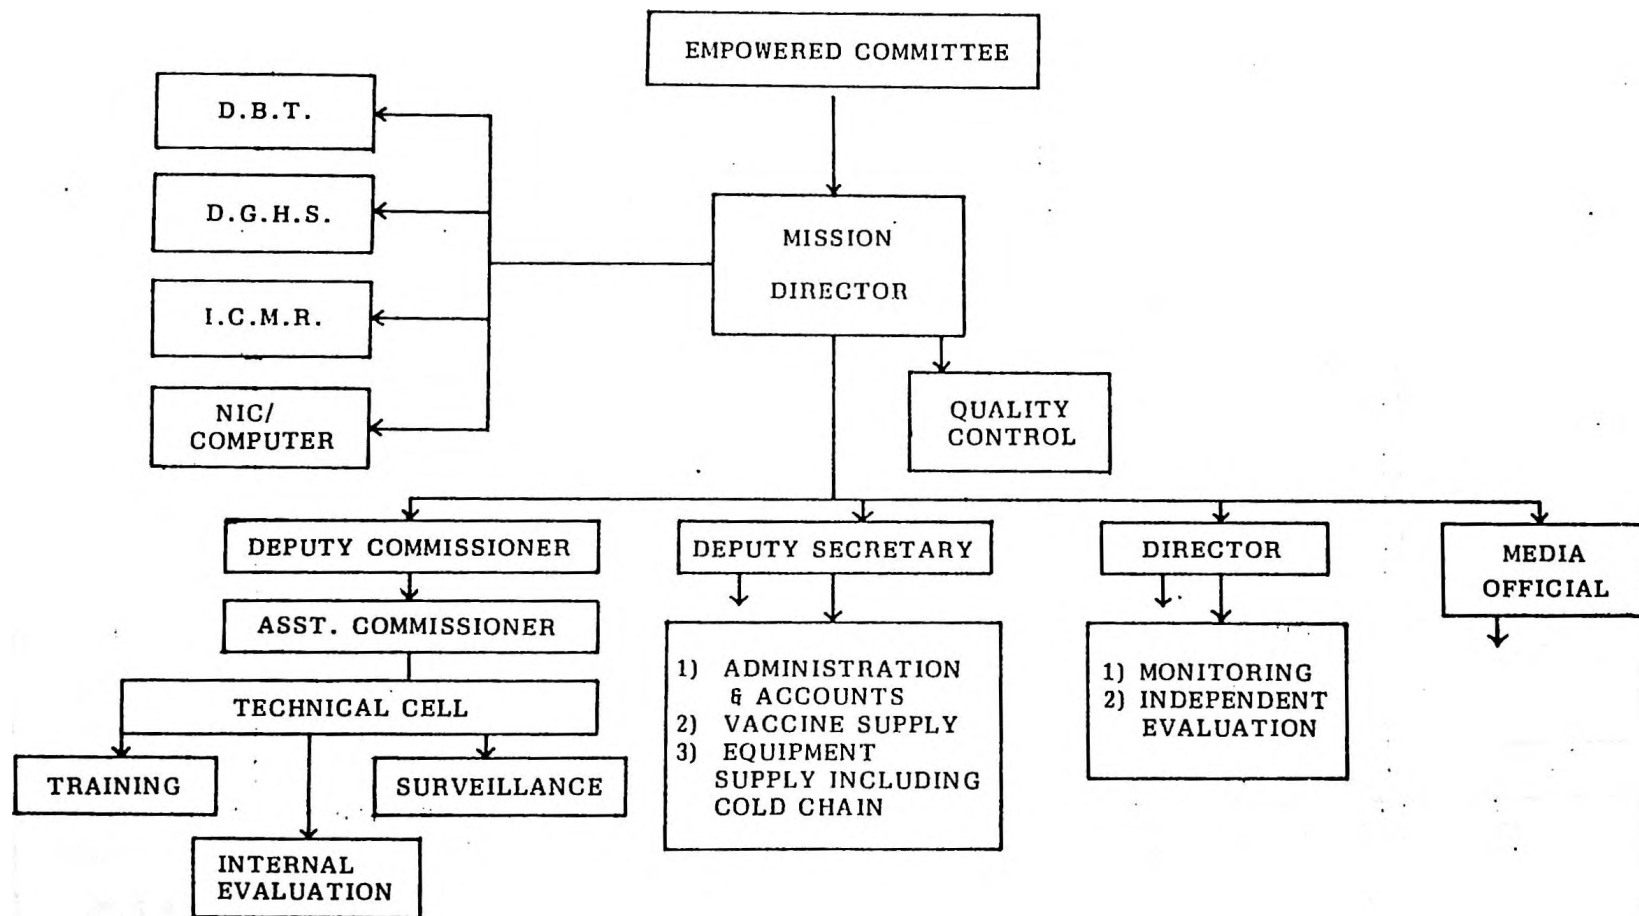 EMPOWERED COMMITTEE
D.B.T.
D.G.H.S.
I.C.M.R.
NIC/
COMPUTER
MISSION
DIRECTOR
QUALITY
CONTROL
DEPUTY COMMISSIONER
ASST. COMMISSIONER
TECHNICAL CELL
TRAINING
SURVEILLANCE
INTERNAL
EVALUATION
DEPUTY SECRETARY
1) ADMINISTRATION
& ACCOUNTS
2) VACCINE SUPPLY
3) EQUIPMENT
SUPPLY INCLUDING
COLD CHAIN
DIRECTOR
1) MONITORING
2) INDEPENDENT
EVALUATION
MEDIA
OFFICIAL